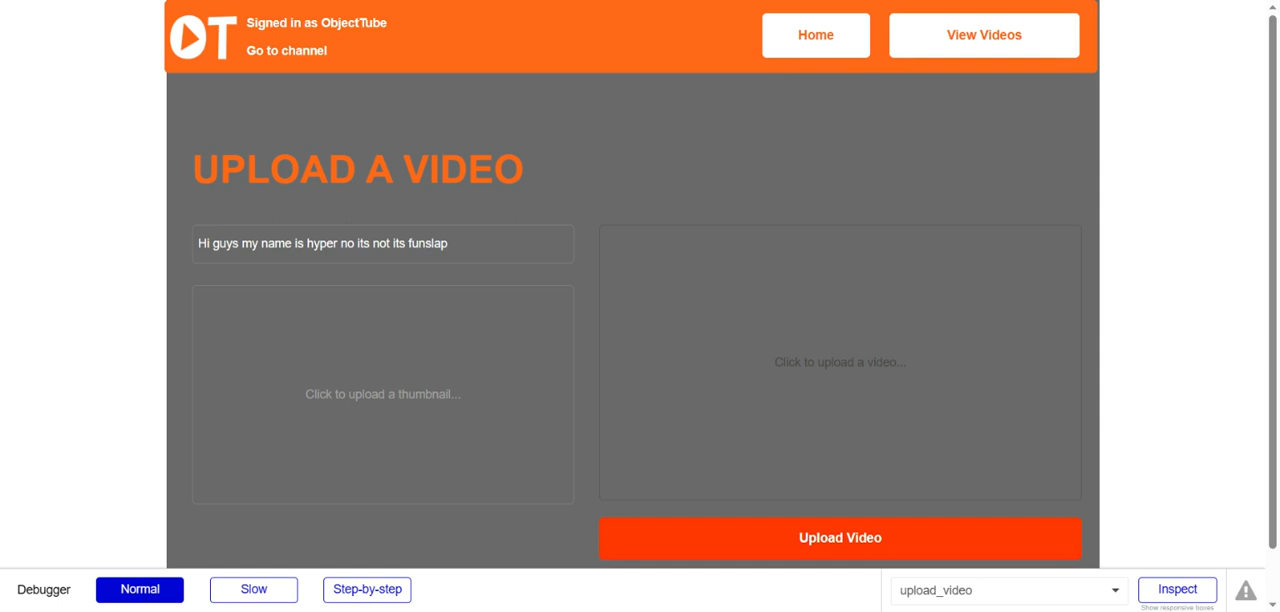 OT
Signed in as ObjectTube
Go to channel
Home
View Videos
UPLOAD A VIDEO
Hi guys my name is hyper no its not its funslap
Click to upload a thumbnail...
Click to upload a video...
Upload Video
Debugger
Normal
Slow
Step-by-step
upload_video
Inspect
Show responsive boxes